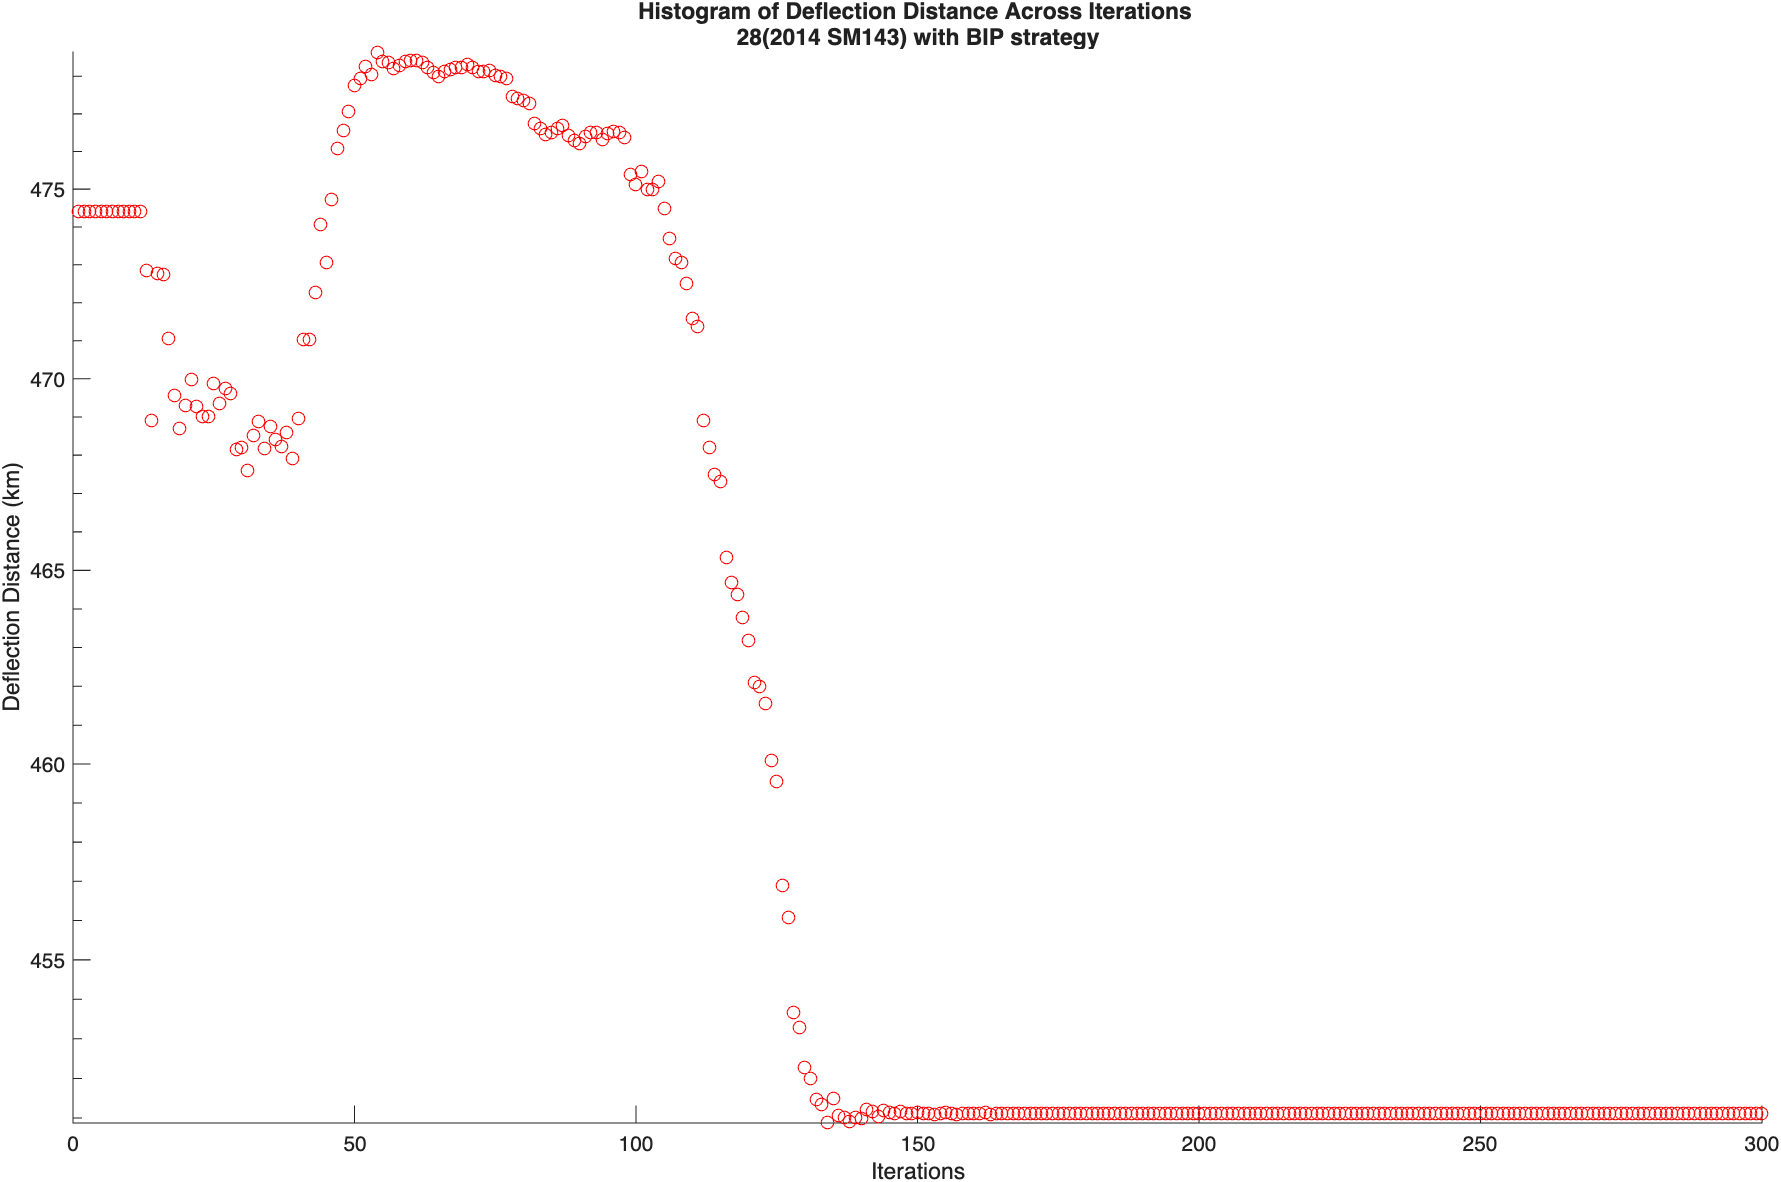 Histogram of Deflection Distance Across Iterations
28(2014 SM143) with BIP strategy
Deflection Distance (km)
475
470
465
460
455
0 50 100 150 200 250 300
Iterations